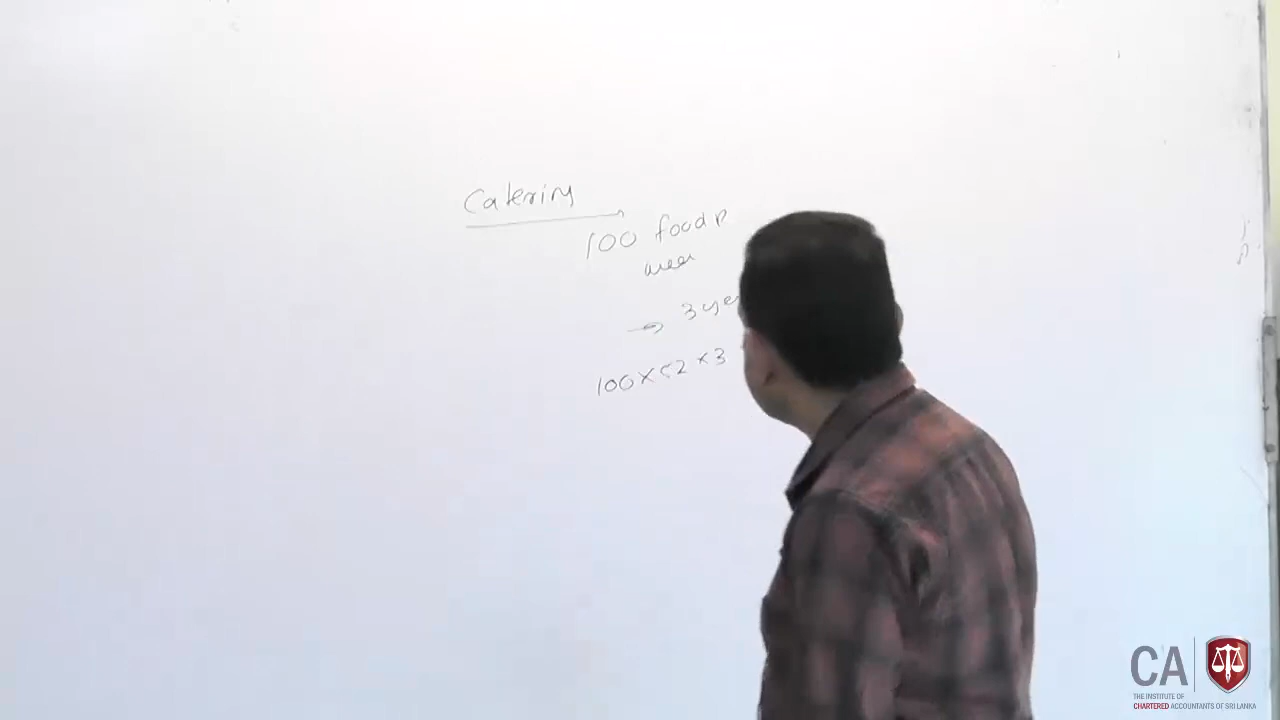 Catering
100 food p
week
→ 3 ye
100 × 52 × 3
CA
THE INSTITUTE OF
CHARTERED ACCOUNTANTS OF SRI LANKA